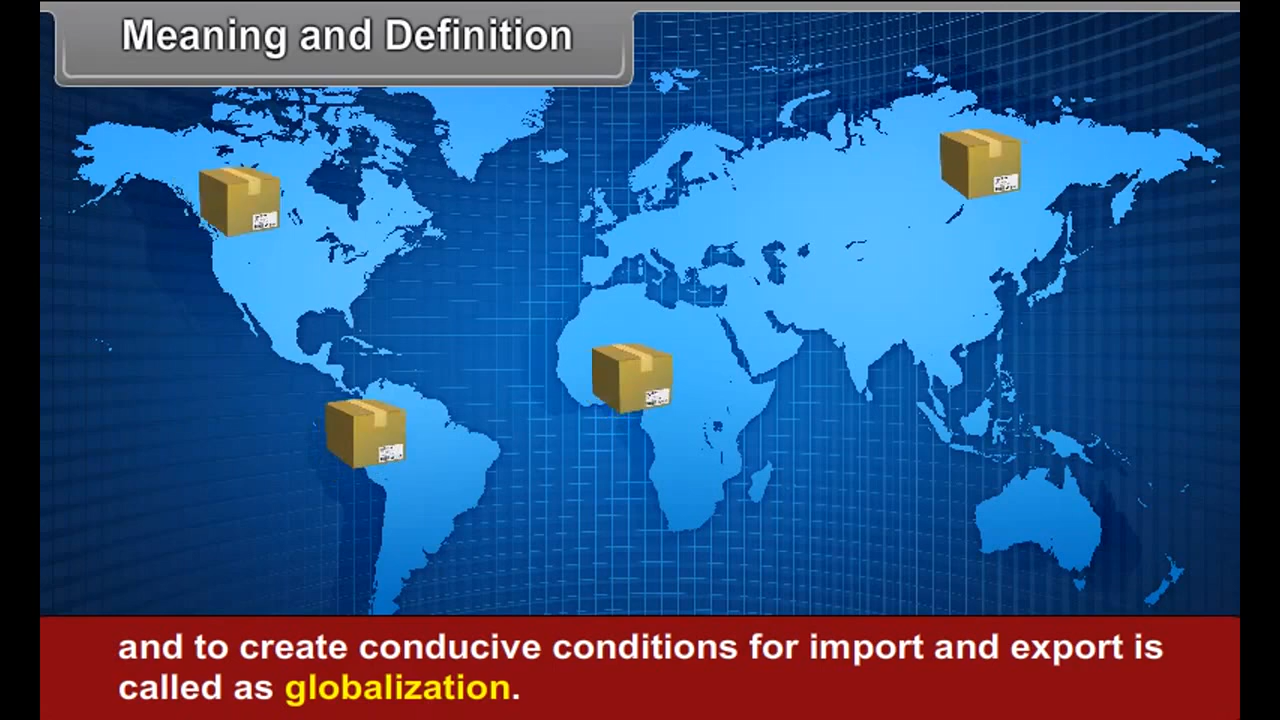 Meaning and Definition
and to create conducive conditions for import and export is
called as globalization.